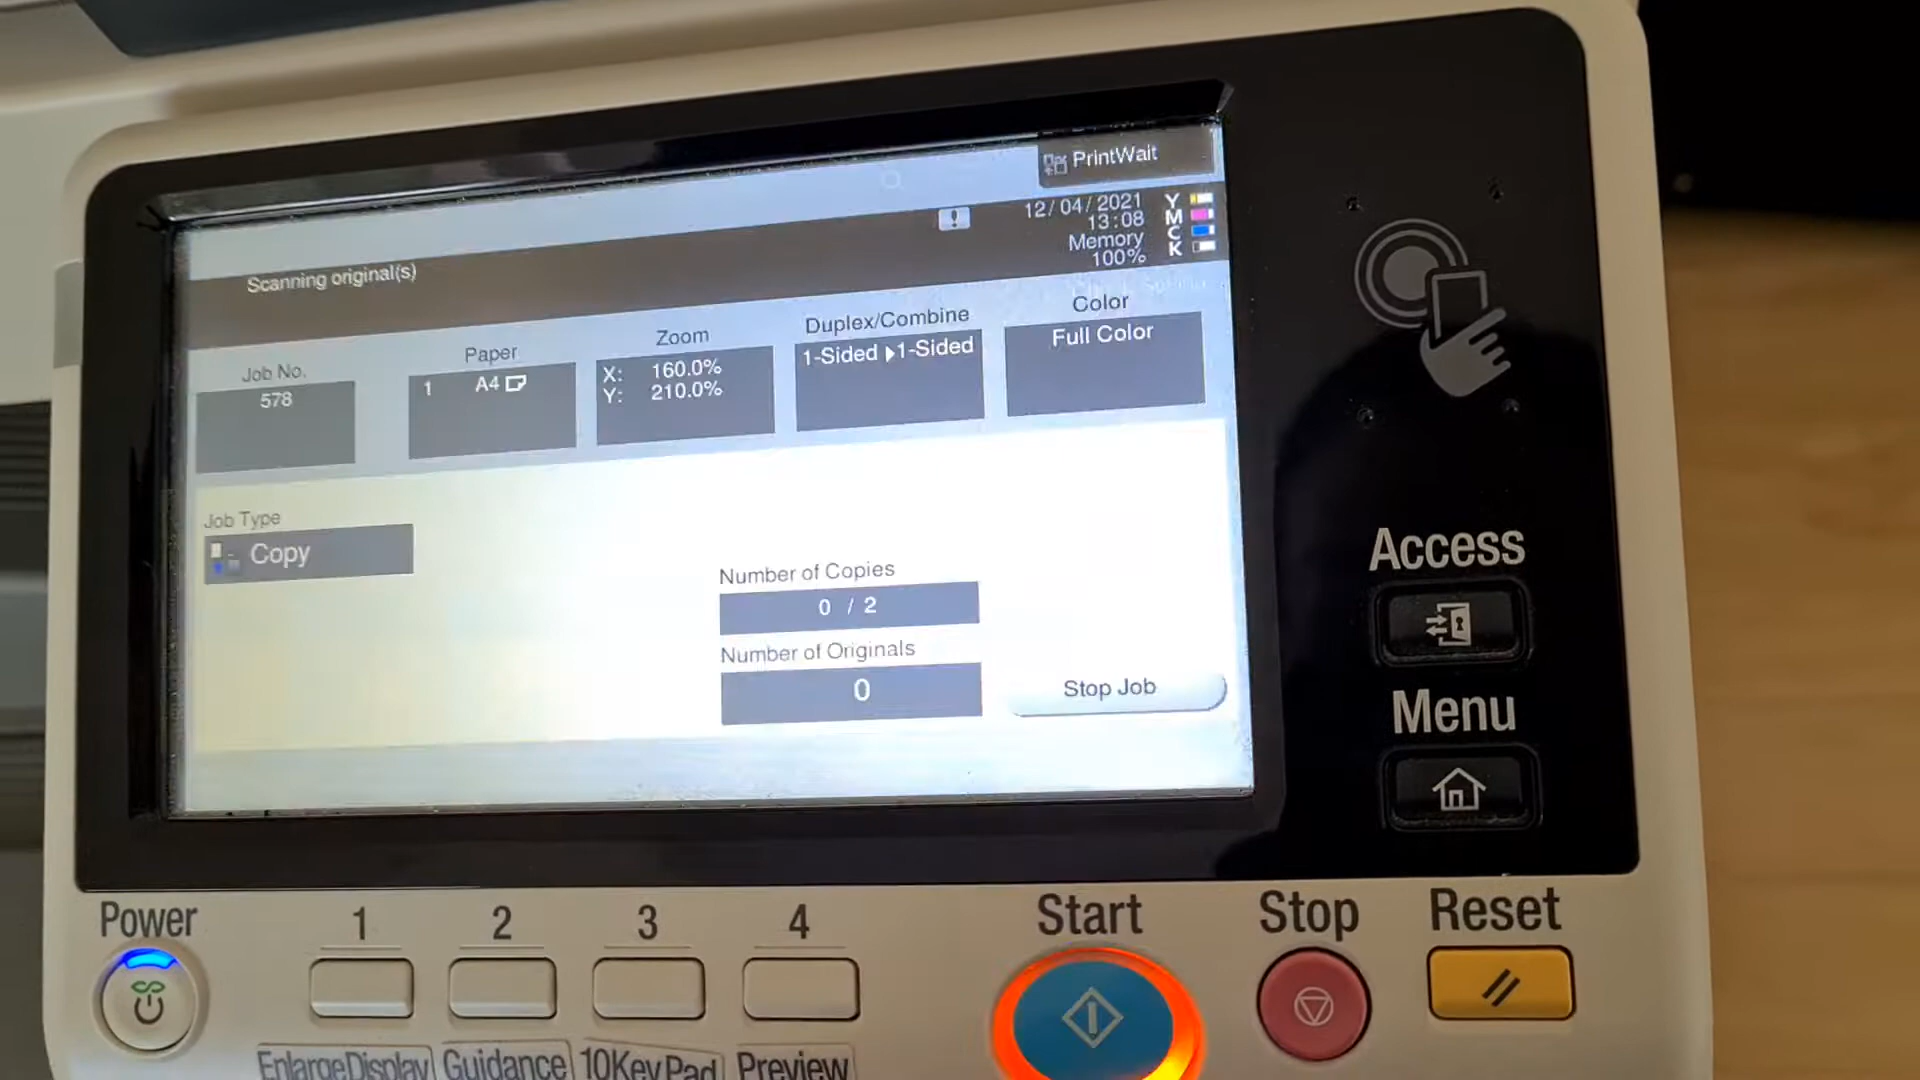 PrintWait
12/04/2021
13:08
Memory
100%
Y
M
C
K
Scanning original(s)
Job No.
578
Paper
1 A4
Zoom
X: 160.0%
Y: 210.0%
Duplex/Combine
1-Sided ▶1-Sided
Color
Full Color
Job Type
Copy
Number of Copies
0 / 2
Number of Originals
0
Stop Job
Access
Menu
Power
1
2
3
4
Start
Stop
Reset
EnlargeDisplay
Guidance
10KeyPad
Preview